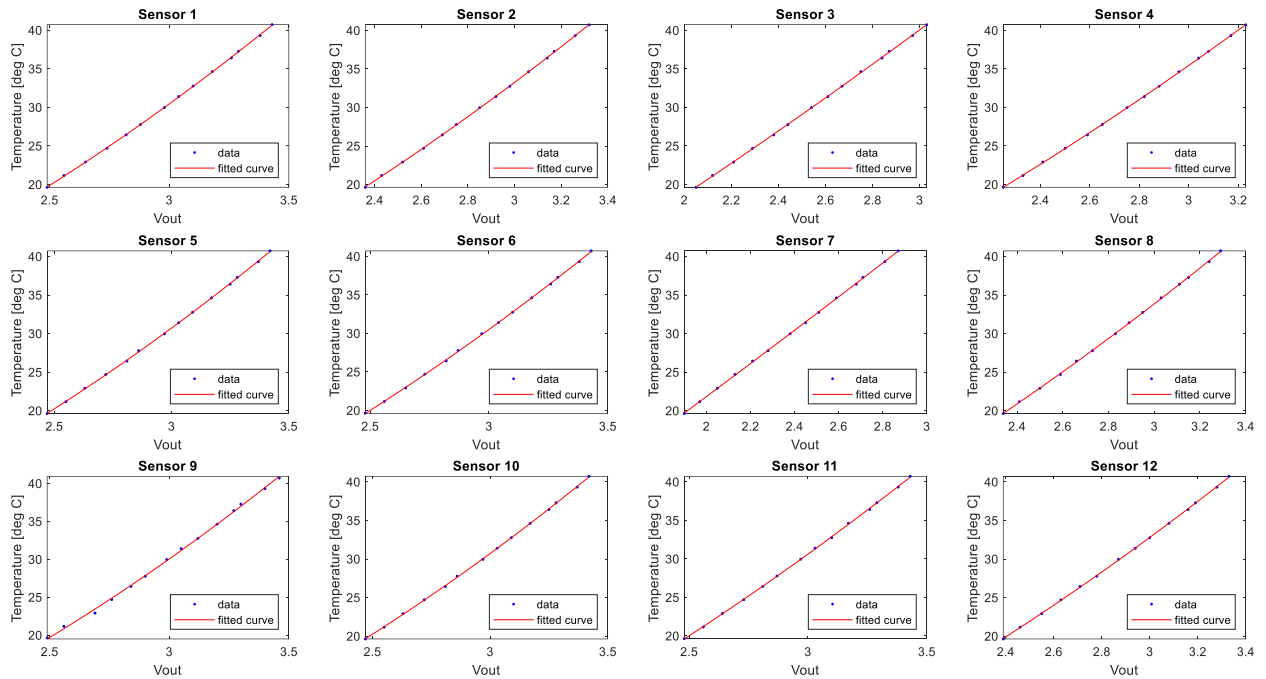 Sensor 1
Temperature [deg C]
40
35
30
25
20
data
fitted curve
2.5 3 3.5
Vout
Sensor 2
Temperature [deg C]
40
35
30
25
20
data
fitted curve
2.4 2.6 2.8 3 3.2 3.4
Vout
Sensor 3
Temperature [deg C]
40
35
30
25
20
data
fitted curve
2 2.2 2.4 2.6 2.8 3
Vout
Sensor 4
Temperature [deg C]
40
35
30
25
20
data
fitted curve
2.4 2.6 2.8 3 3.2
Vout
Sensor 5
Temperature [deg C]
40
35
30
25
20
data
fitted curve
2.5 3 3.5
Vout
Sensor 6
Temperature [deg C]
40
35
30
25
20
data
fitted curve
2.5 3 3.5
Vout
Sensor 7
Temperature [deg C]
40
35
30
25
20
data
fitted curve
2 2.2 2.4 2.6 2.8 3
Vout
Sensor 8
Temperature [deg C]
40
35
30
25
20
data
fitted curve
2.4 2.6 2.8 3 3.2 3.4
Vout
Sensor 9
Temperature [deg C]
40
35
30
25
20
data
fitted curve
2.5 3 3.5
Vout
Sensor 10
Temperature [deg C]
40
35
30
25
20
data
fitted curve
2.5 3 3.5
Vout
Sensor 11
Temperature [deg C]
40
35
30
25
20
data
fitted curve
2.5 3 3.5
Vout
Sensor 12
Temperature [deg C]
40
35
30
25
20
data
fitted curve
2.4 2.6 2.8 3 3.2 3.4
Vout